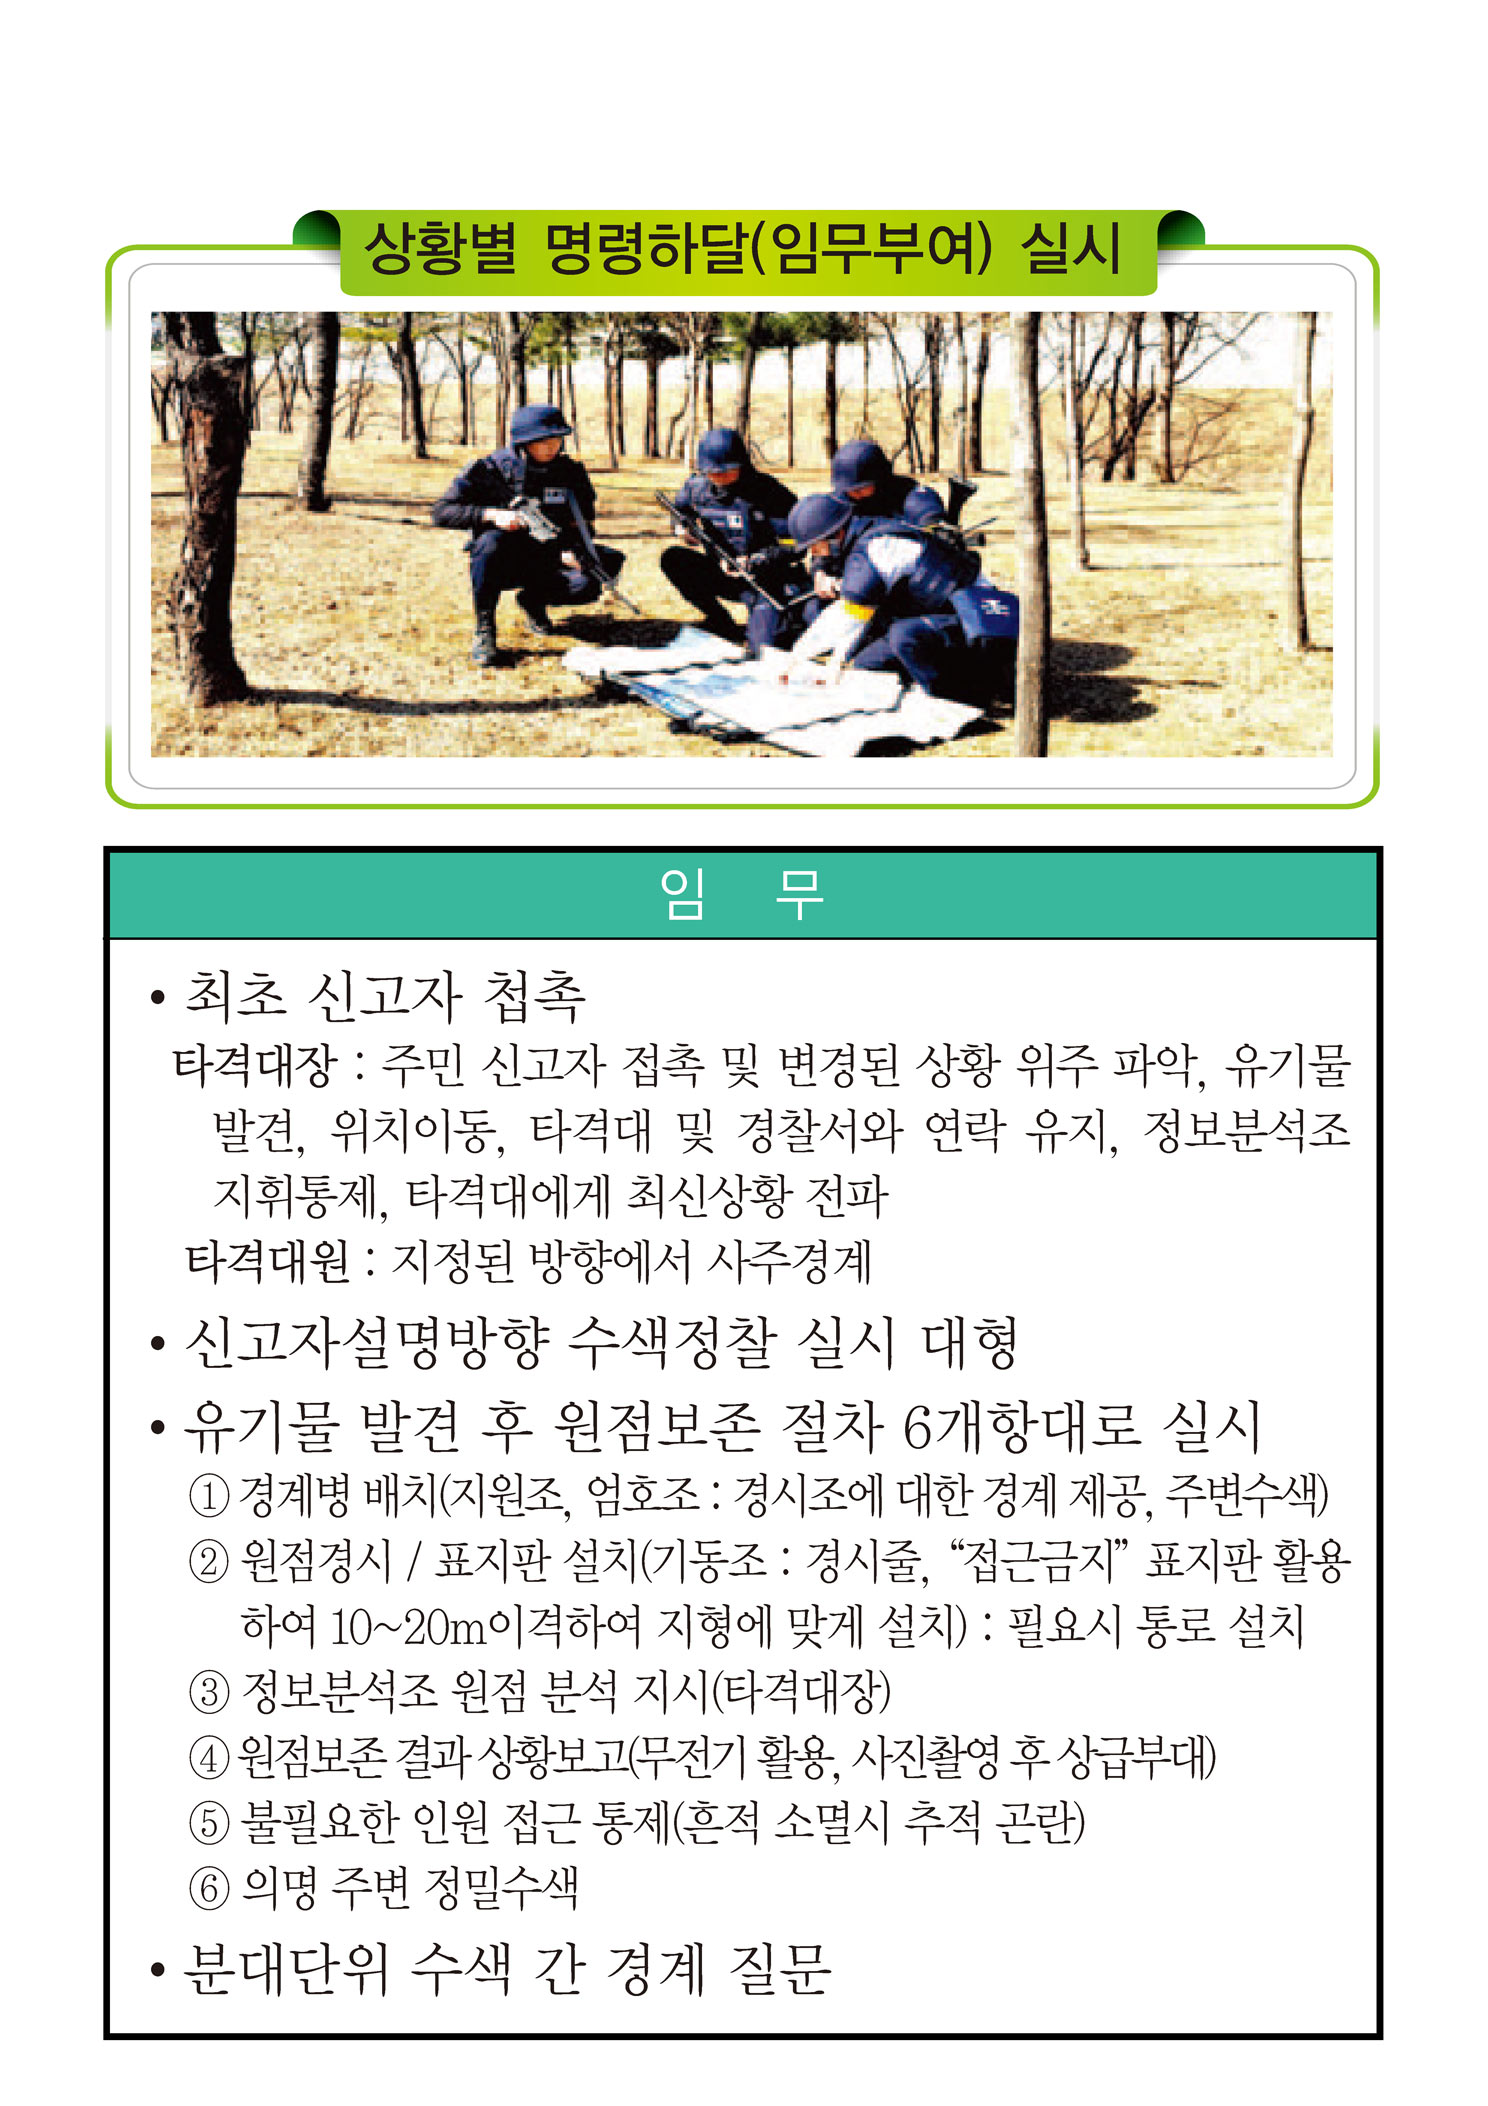 상황별 명령하달(임무부여) 실시
임 무
• 최초 신고자 첩촉
타격대장 : 주민 신고자 접촉 및 변경된 상황 위주 파악, 유기물
발견, 위치이동, 타격대 및 경찰서와 연락 유지, 정보분석조
지휘통제, 타격대에게 최신상황 전파
타격대원 : 지정된 방향에서 사주경계
• 신고자설명방향 수색정찰 실시 대형
• 유기물 발견 후 원점보존 절차 6개항대로 실시
① 경계병 배치(지원조, 엄호조 : 경시조에 대한 경계 제공, 주변수색)
② 원점경시 / 표지판 설치(기동조 : 경시줄, “접근금지” 표지판 활용
하여 10~20m이격하여 지형에 맞게 설치) : 필요시 통로 설치
③ 정보분석조 원점 분석 지시(타격대장)
④ 원점보존 결과 상황보고(무전기 활용, 사진촬영 후 상급부대)
⑤ 불필요한 인원 접근 통제(흔적 소멸시 추적 곤란)
⑥ 의명 주변 정밀수색
• 분대단위 수색 간 경계 질문